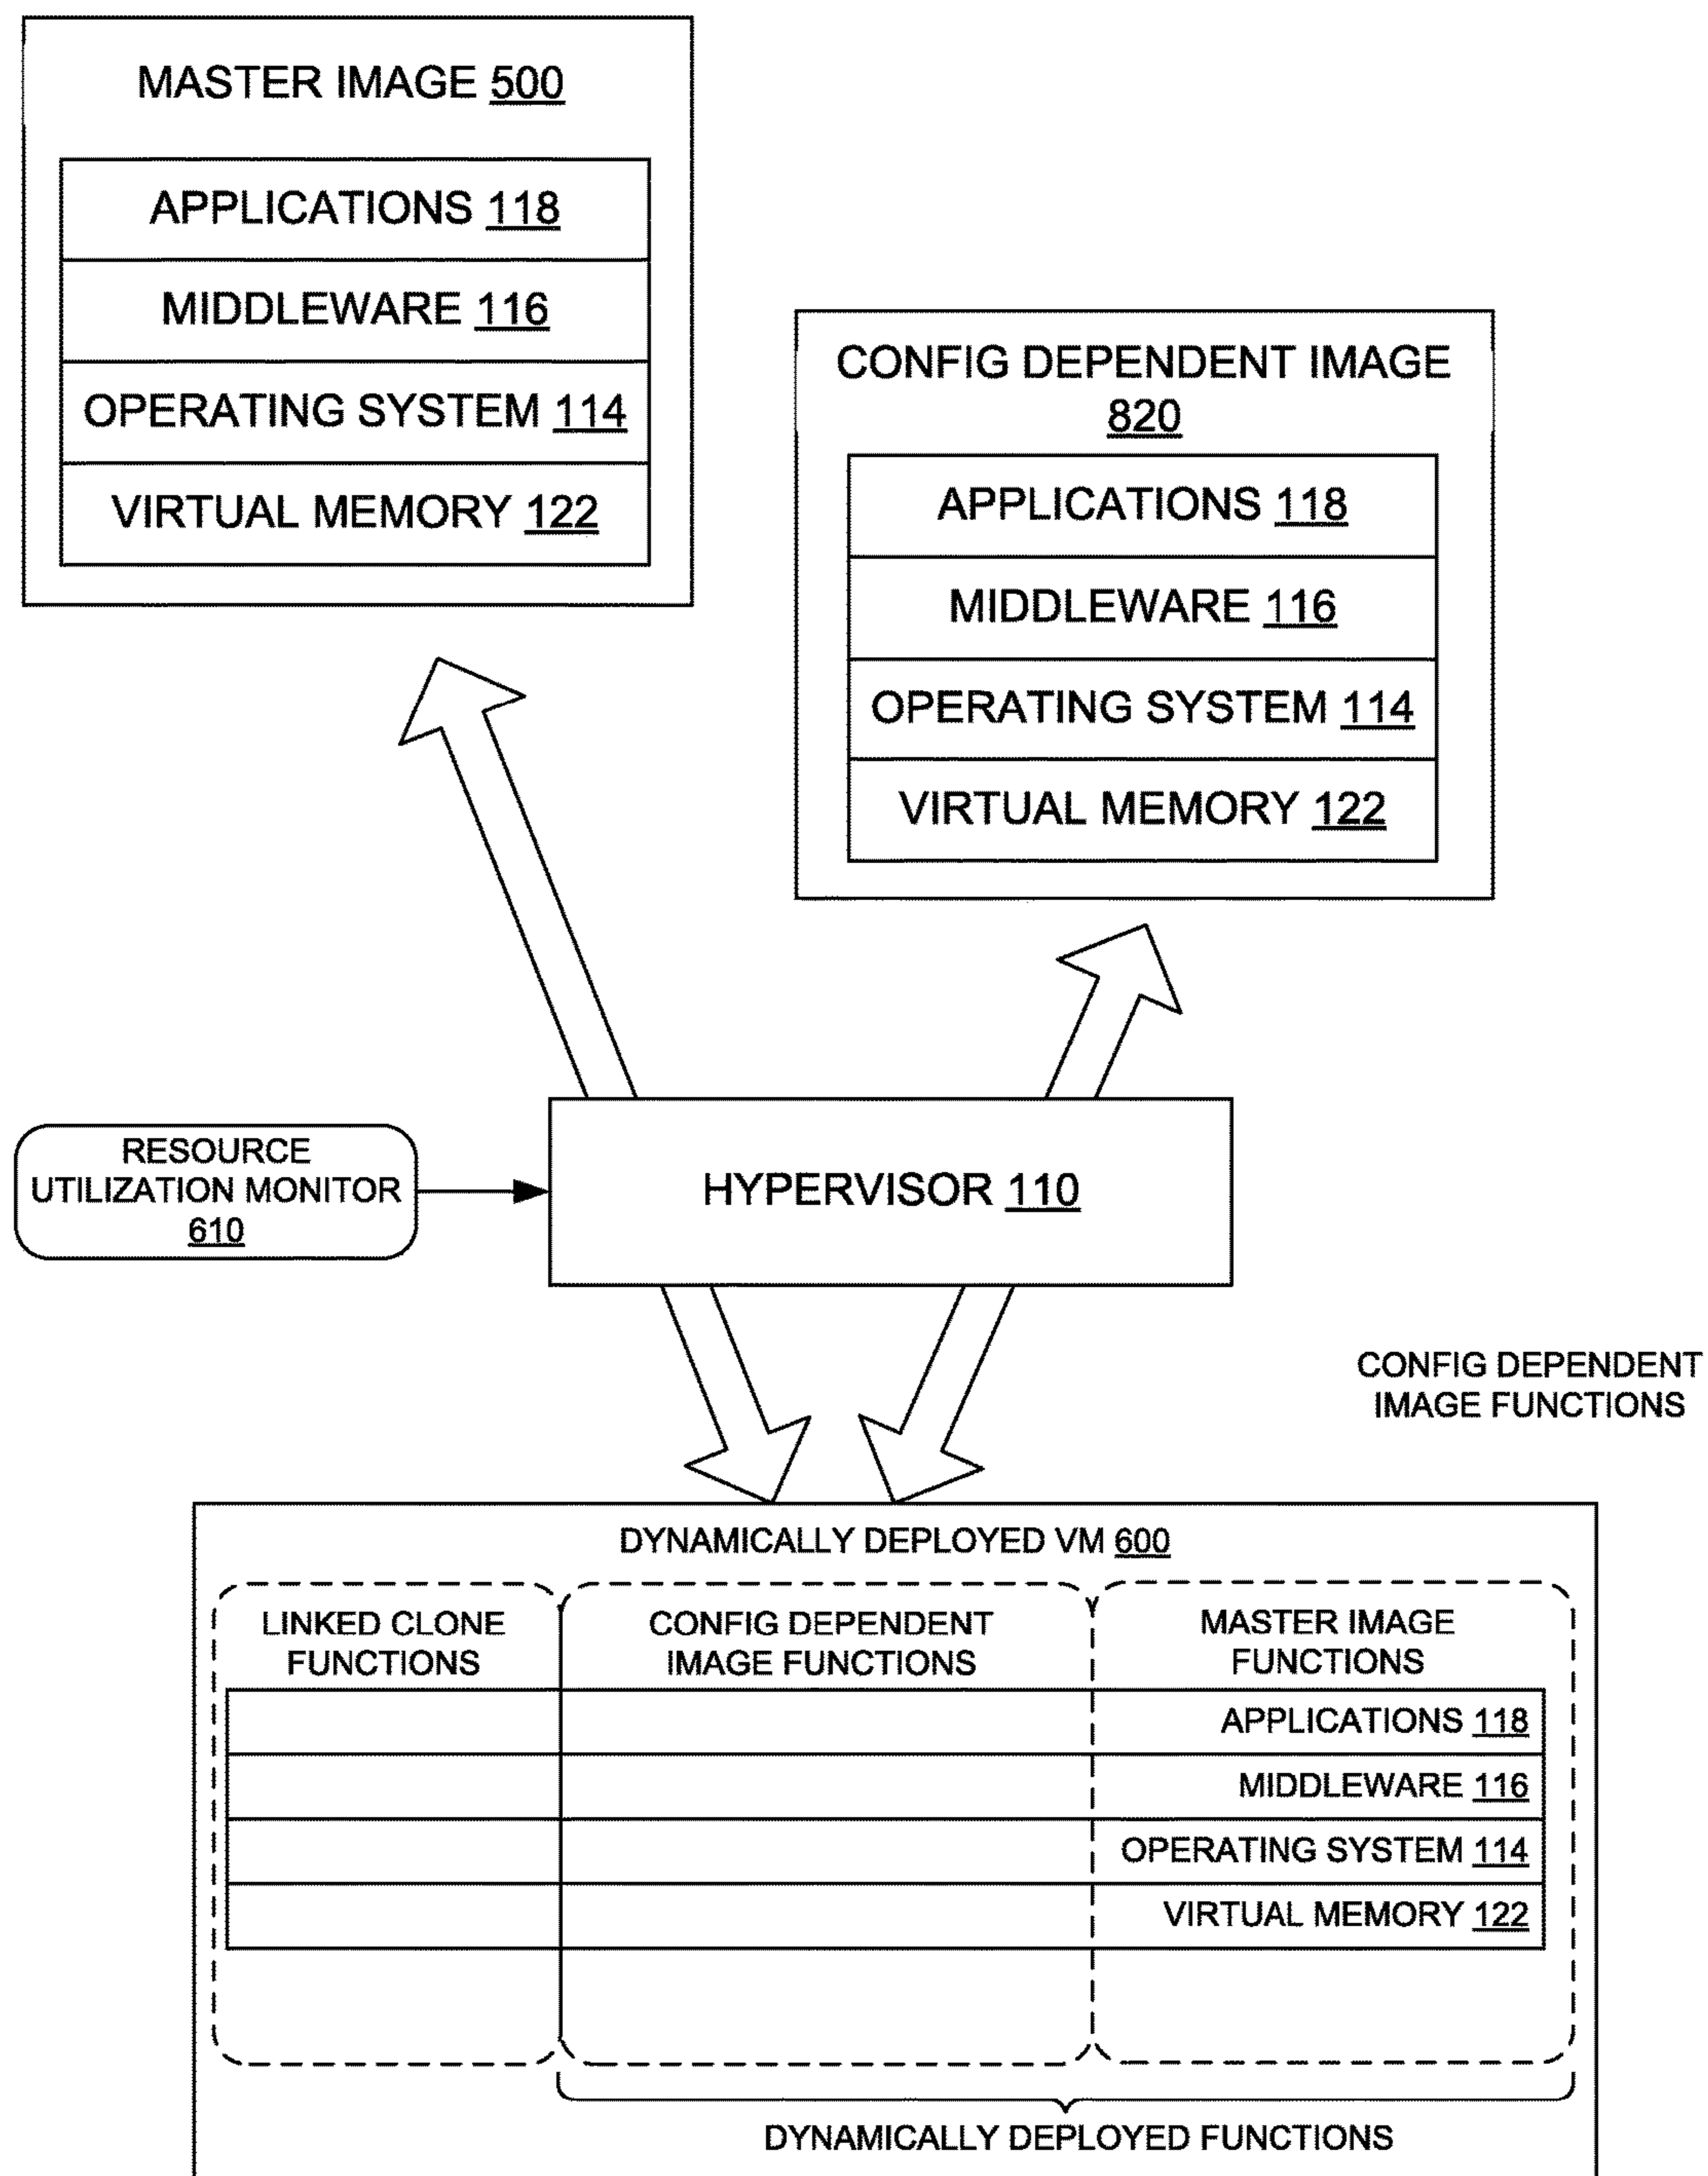 MASTER IMAGE 500
APPLICATIONS 118
MIDDLEWARE 116
OPERATING SYSTEM 114
VIRTUAL MEMORY 122
CONFIG DEPENDENT IMAGE
820
APPLICATIONS 118
MIDDLEWARE 116
OPERATING SYSTEM 114
VIRTUAL MEMORY 122
RESOURCE
UTILIZATION MONITOR
610
HYPERVISOR 110
CONFIG DEPENDENT
IMAGE FUNCTIONS
DYNAMICALLY DEPLOYED VM 600
LINKED CLONE
FUNCTIONS
CONFIG DEPENDENT
IMAGE FUNCTIONS
MASTER IMAGE
FUNCTIONS
APPLICATIONS 118
MIDDLEWARE 116
OPERATING SYSTEM 114
VIRTUAL MEMORY 122
DYNAMICALLY DEPLOYED FUNCTIONS